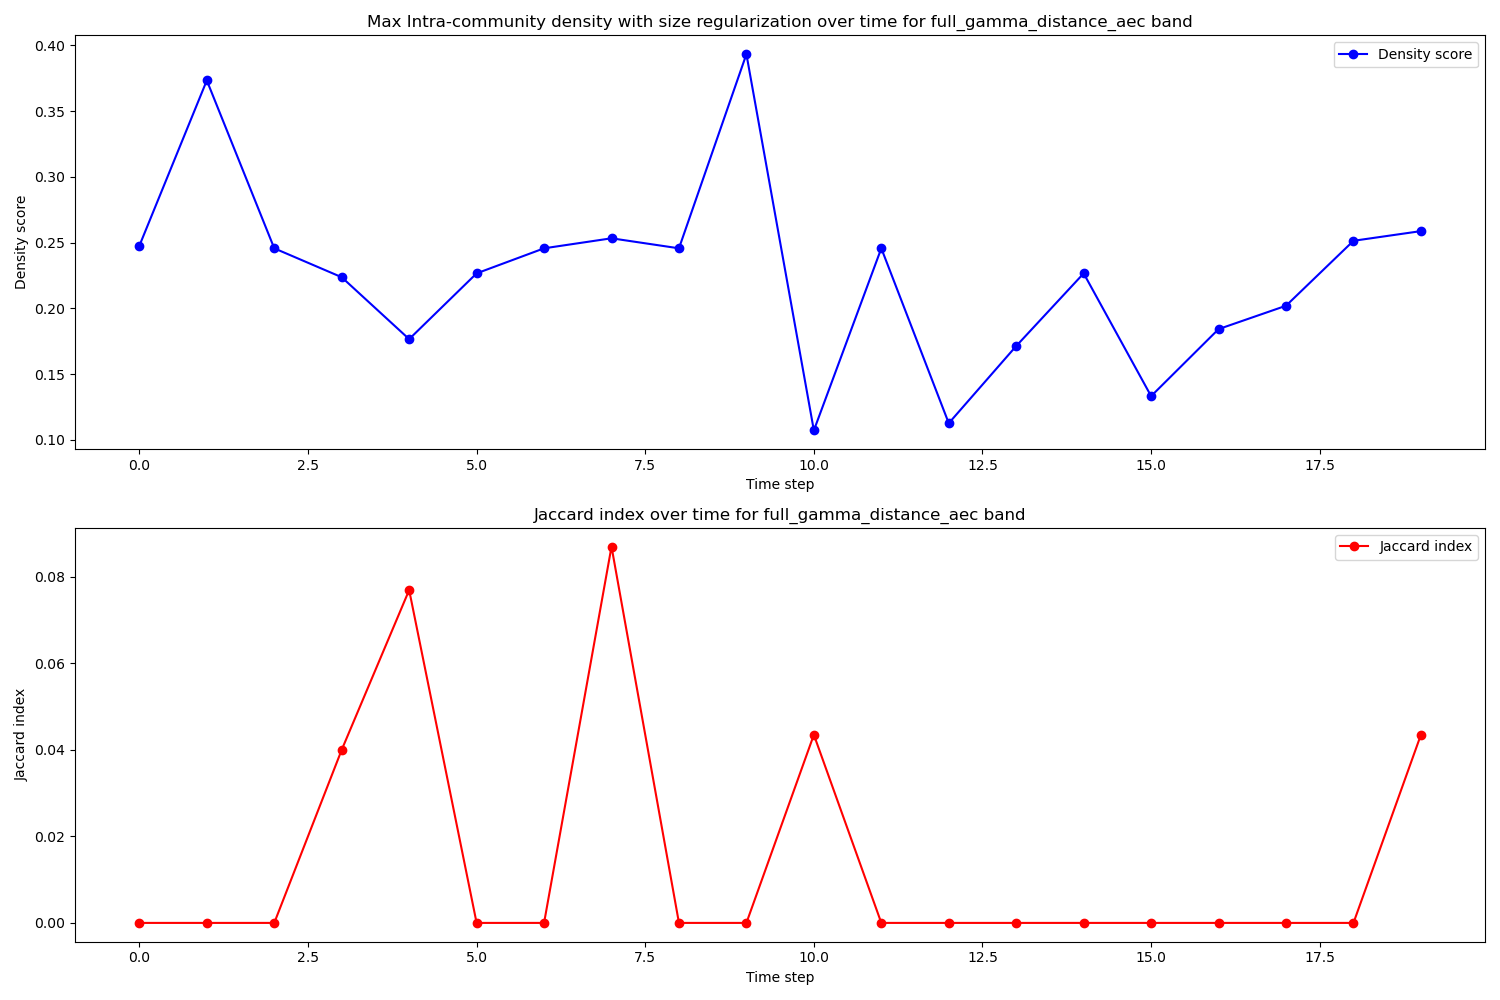 Max Intra-community density with size regularization over time for full_gamma_distance_aec band
Density score
0.40
0.35
0.30
0.25
0.20
0.15
0.10
Density score
0.0 2.5 5.0 7.5 10.0 12.5 15.0 17.5
Time step
Jaccard index over time for full_gamma_distance_aec band
Jaccard index
0.08
0.06
0.04
0.02
0.00
Jaccard index
0.0 2.5 5.0 7.5 10.0 12.5 15.0 17.5
Time step